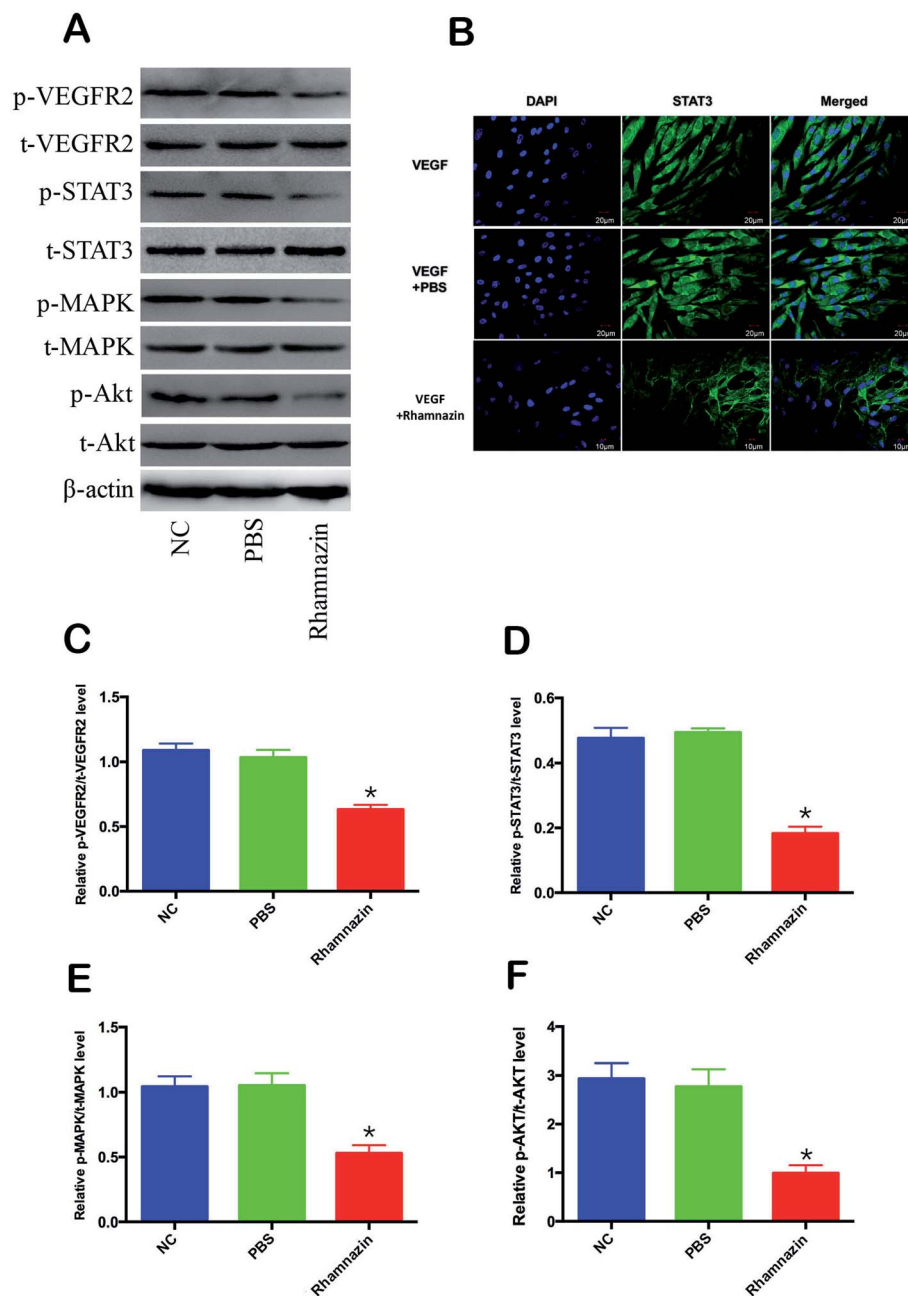 A
p-VEGFR2
t-VEGFR2
p-STAT3
t-STAT3
p-MAPK
t-MAPK
p-Akt
t-Akt
β-actin
NC
PBS
Rhamnazin
B
DAPI
STAT3
Merged
VEGF
20μm
20μm
20μm
VEGF
+PBS
20μm
20μm
20μm
VEGF
+Rhamnazin
10μm
10μm
10μm
C
Relative p-VEGFR2/t-VEGFR2 level
1.5
1.0
0.5
0.0
*
NC
PBS
Rhamnazin
D
Relative p-STAT3/t-STAT3 level
0.6
0.4
0.2
0.0
*
NC
PBS
Rhamnazin
E
Relative p-MAPK/t-MAPK level
1.5
1.0
0.5
0.0
*
NC
PBS
Rhamnazin
F
Relative p-AKT/t-AKT level
4
3
2
1
0
*
NC
PBS
Rhamnazin